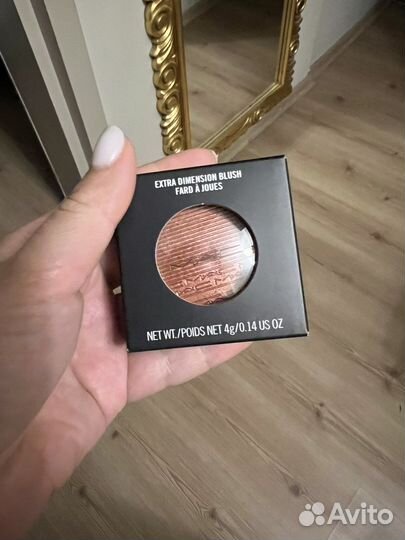 EXTRA DIMENSION BLUSH
FARD À JOUES
NET WT./POIDS NET 4g/0.14 US OZ
Avito